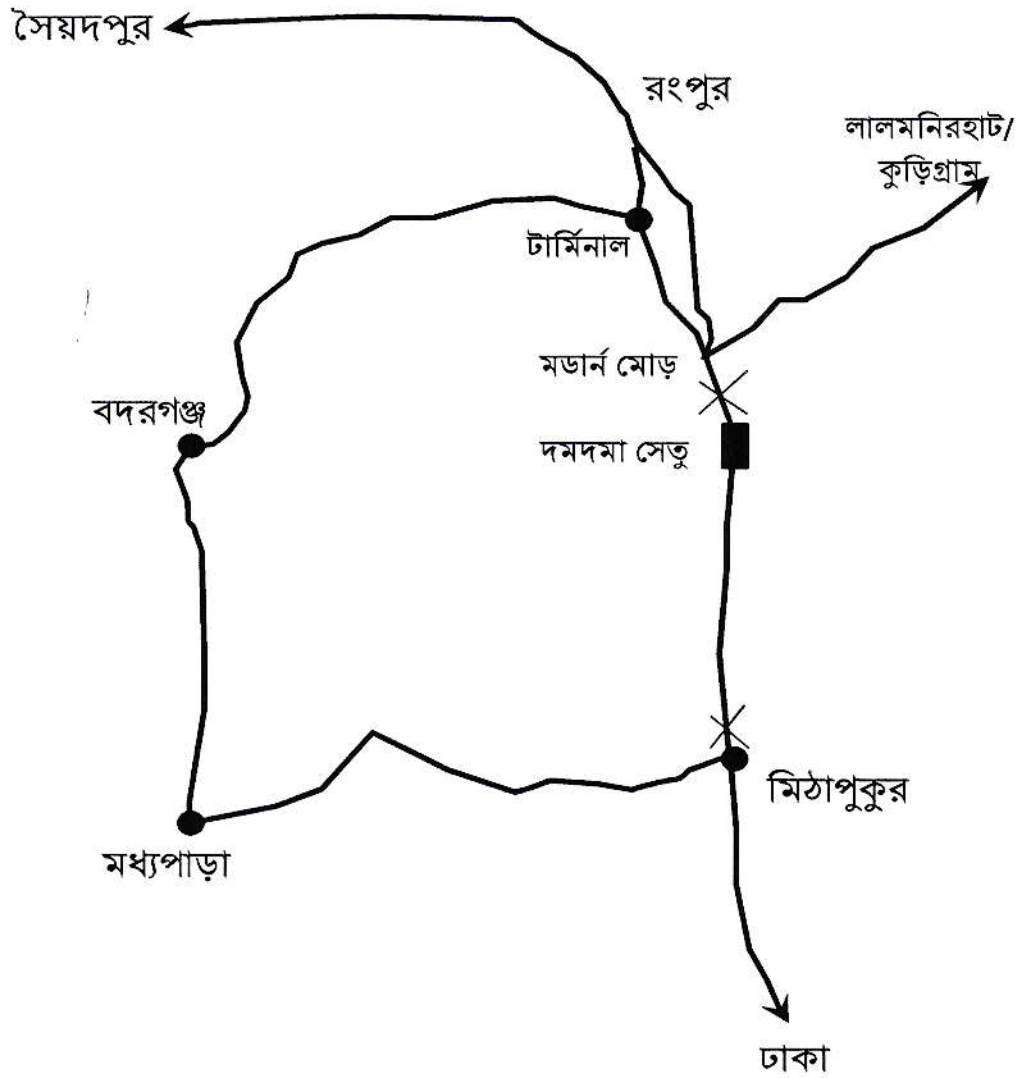 সৈয়দপুর
রংপুর
লালমনিরহাট/
কুড়িগ্রাম
টার্মিনাল
মডার্ন মোড়
বদরগঞ্জ
দমদমা সেতু
মিঠাপুকুর
মধ্যপাড়া
ঢাকা